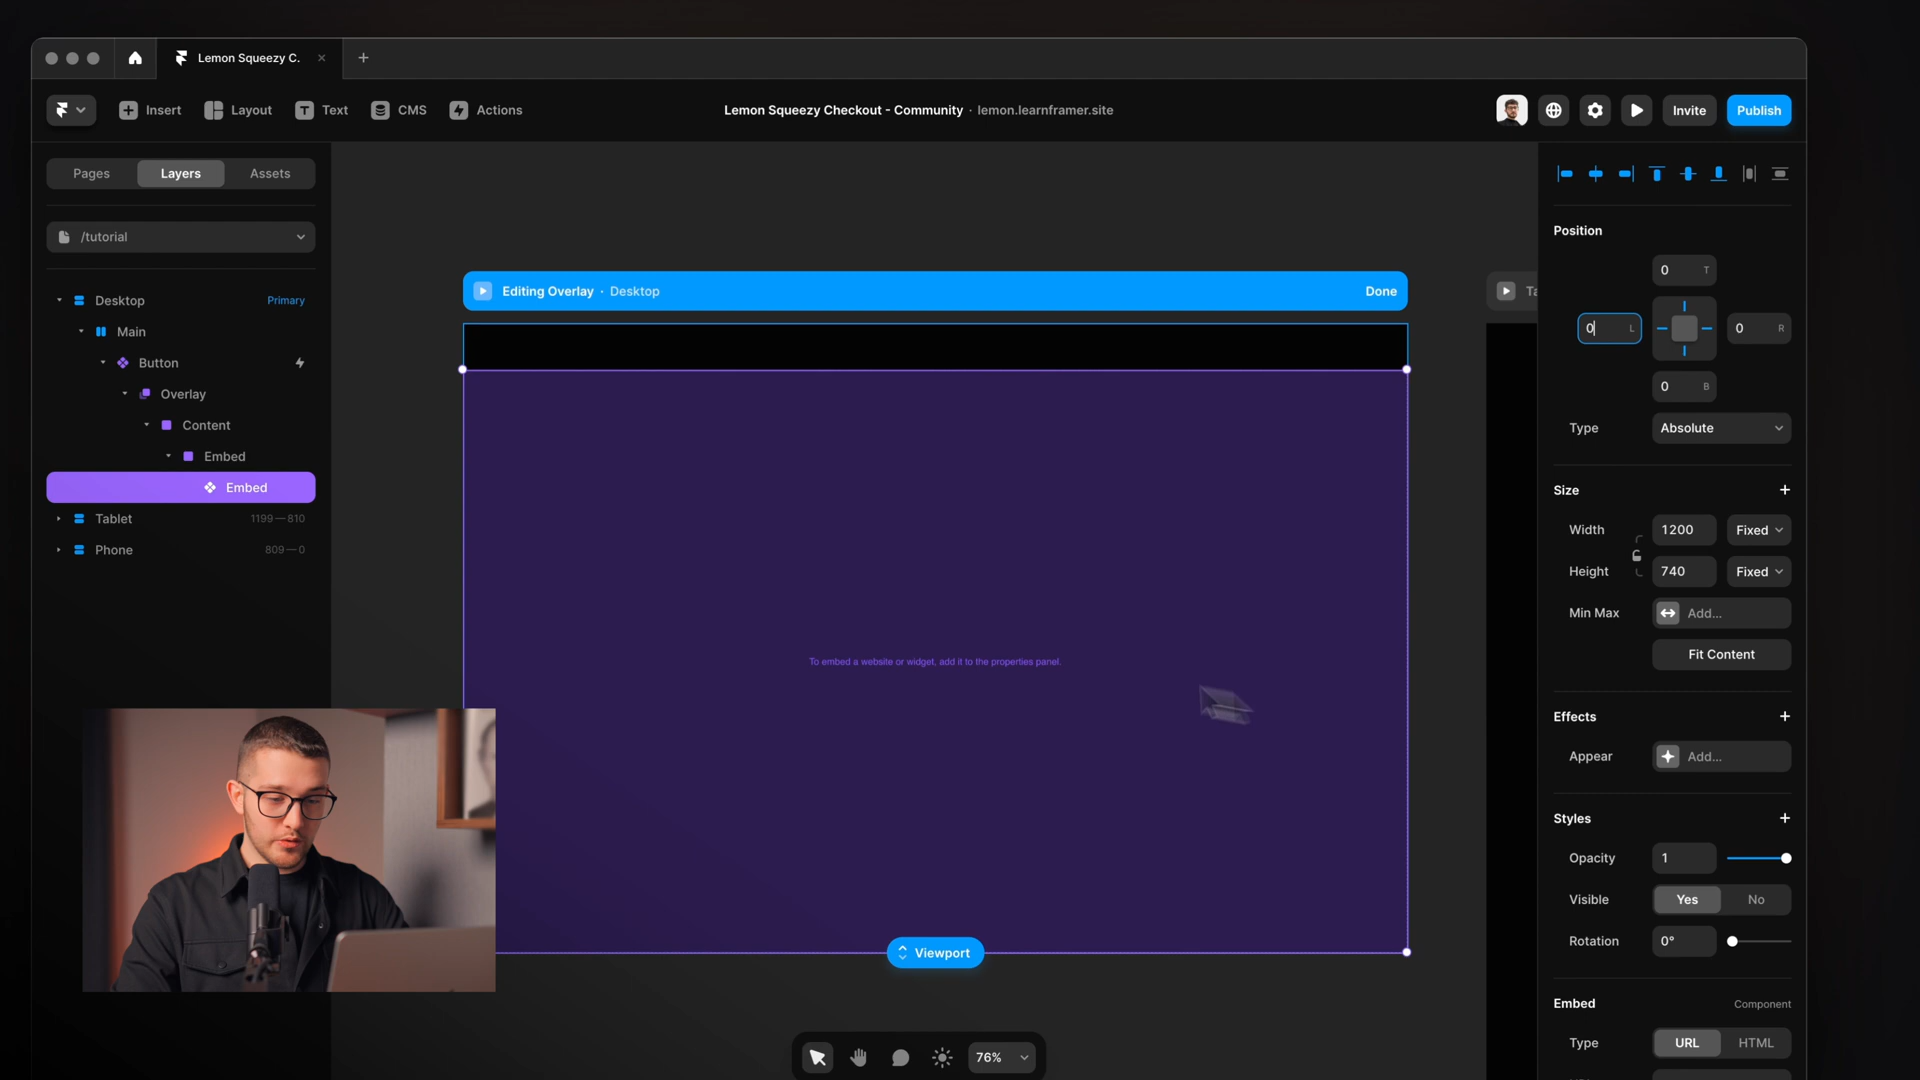 Lemon Squeezy C.
Insert
Layout
Text
CMS
Actions
Lemon Squeezy Checkout - Community · lemon.learnframer.site
Invite
Publish
Pages
Layers
Assets
/tutorial
Desktop
Primary
Main
Button
Overlay
Content
Embed
Embed
Tablet
1199—810
Phone
809—0
Editing Overlay · Desktop
Done
To embed a website or widget, add it to the properties panel.
Viewport
76%
Position
0 T
0 L
0 R
0 B
Type
Absolute
Size
Width
1200
Fixed
Height
740
Fixed
Min Max
Add...
Fit Content
Effects
Appear
Add...
Styles
Opacity
1
Visible
Yes
No
Rotation
0°
Embed
Component
Type
URL
HTML